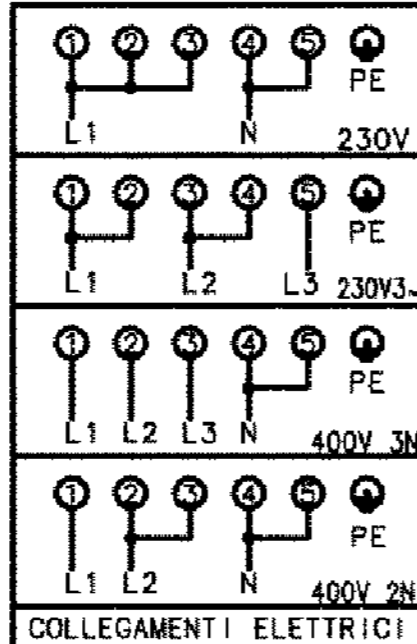 1 2 3 4 5
PE
L1 N 230V
1 2 3 4 5
PE
L1 L2 L3 230V3~
1 2 3 4 5
PE
L1 L2 L3 N 400V 3N
1 2 3 4 5
PE
L1 L2 N 400V 2N
COLLEGAMENTI ELETTRICI